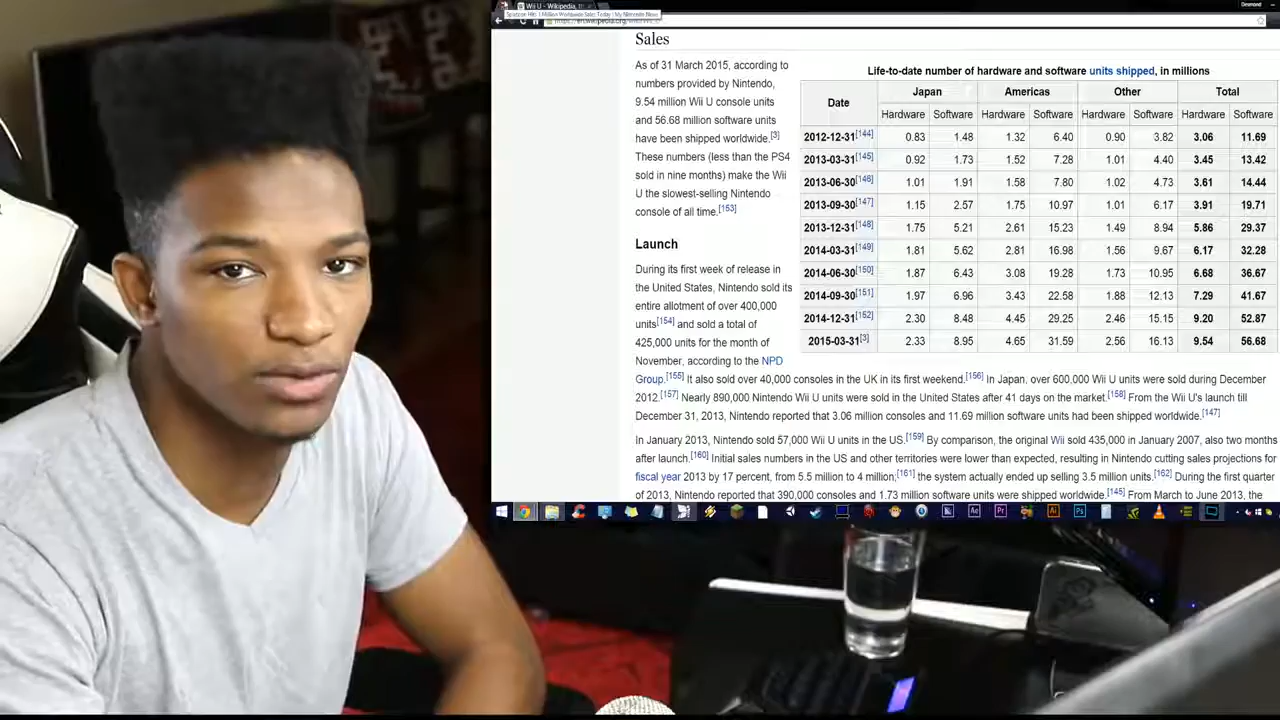 Desmond
Wii U - Wikipedia, th
Splatoon Hits 1 Million Worldwide Sales Today | My Nintendo News
Sales
As of 31 March 2015, according to
numbers provided by Nintendo,
9.54 million Wii U console units
and 56.68 million software units
have been shipped worldwide.[3]
These numbers (less than the PS4
sold in nine months) make the Wii
U the slowest-selling Nintendo
console of all time.[153]
Launch
During its first week of release in
the United States, Nintendo sold its
entire allotment of over 400,000
units[154] and sold a total of
425,000 units for the month of
November, according to the NPD
Group.[155] It also sold over 40,000 consoles in the UK in its first weekend.[156] In Japan, over 600,000 Wii U units were sold during December
2012.[157] Nearly 890,000 Nintendo Wii U units were sold in the United States after 41 days on the market.[158] From the Wii U's launch till
December 31, 2013, Nintendo reported that 3.06 million consoles and 11.69 million software units had been shipped worldwide.[147]
In January 2013, Nintendo sold 57,000 Wii U units in the US.[159] By comparison, the original Wii sold 435,000 in January 2007, also two months
after launch.[160] Initial sales numbers in the US and other territories were lower than expected, resulting in Nintendo cutting sales projections for
fiscal year 2013 by 17 percent, from 5.5 million to 4 million;[161] the system actually ended up selling 3.5 million units.[162] During the first quarter
of 2013, Nintendo reported that 390,000 consoles and 1.73 million software units were shipped worldwide.[145] From March to June 2013, the
Life-to-date number of hardware and software units shipped, in millions
Date Japan Americas Other Total
Hardware Software Hardware Software Hardware Software Hardware Software
2012-12-31[144] 0.83 1.48 1.32 6.40 0.90 3.82 3.06 11.69
2013-03-31[145] 0.92 1.73 1.52 7.28 1.01 4.40 3.45 13.42
2013-06-30[146] 1.01 1.91 1.58 7.80 1.02 4.73 3.61 14.44
2013-09-30[147] 1.15 2.57 1.75 10.97 1.01 6.17 3.91 19.71
2013-12-31[148] 1.75 5.21 2.61 15.23 1.49 8.94 5.86 29.37
2014-03-31[149] 1.81 5.62 2.81 16.98 1.56 9.67 6.17 32.28
2014-06-30[150] 1.87 6.43 3.08 19.28 1.73 10.95 6.68 36.67
2014-09-30[151] 1.97 6.96 3.43 22.58 1.88 12.13 7.29 41.67
2014-12-31[152] 2.30 8.48 4.45 29.25 2.46 15.15 9.20 52.87
2015-03-31[3] 2.33 8.95 4.65 31.59 2.56 16.13 9.54 56.68